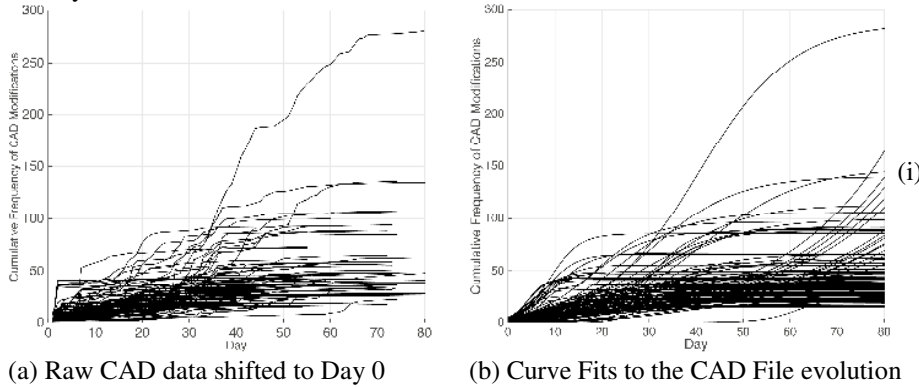 300
250
200
150
100
50
0
Cumulative Frequency of CAD Modifications
0 10 20 30 40 50 60 70 80
Day
(a) Raw CAD data shifted to Day 0
300
250
200
150
100
50
0
Cumulative Frequency of CAD Modifications
0 10 20 30 40 50 60 70 80
Day
(b) Curve Fits to the CAD File evolution
(i)